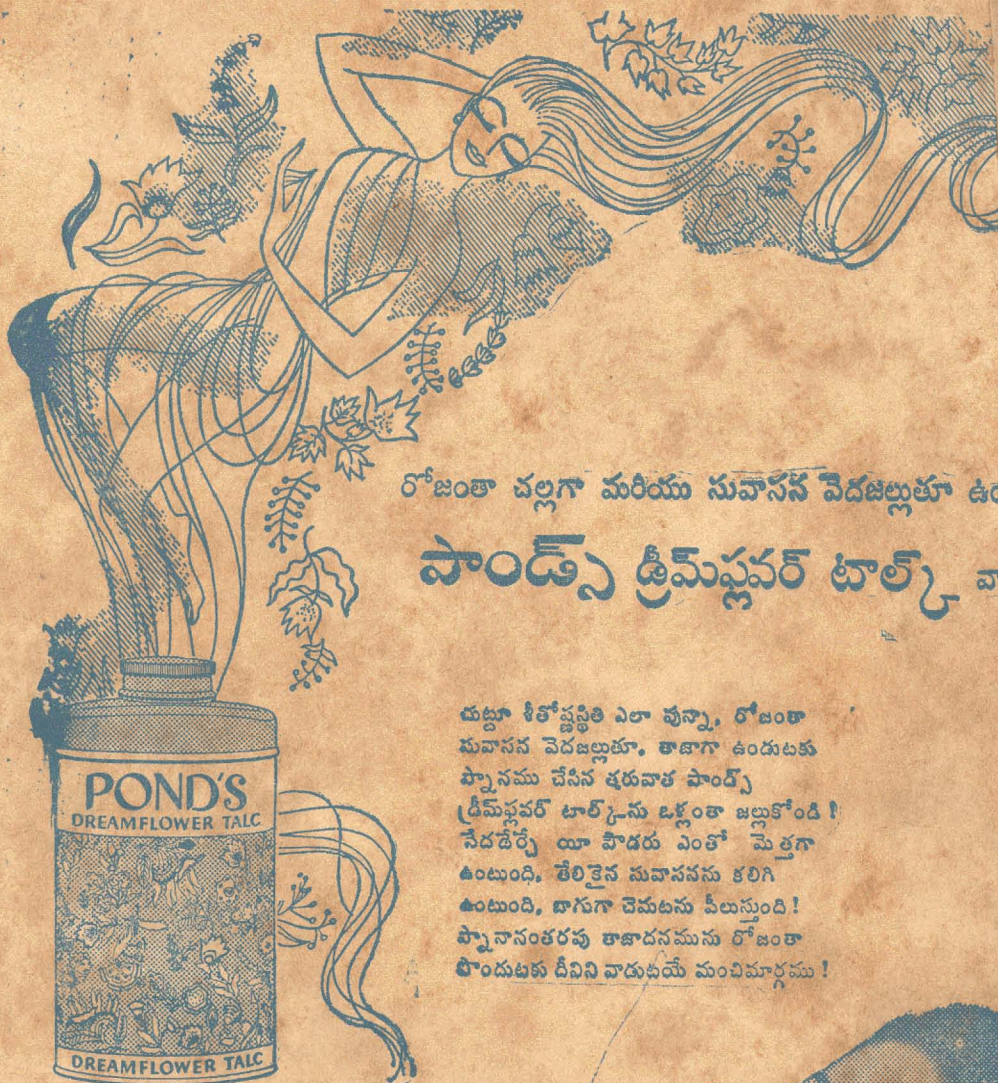 రోజంతా చల్లగా మరియు సువాసన వెదజల్లుతూ
పాండ్స్ డ్రీమ్‌ఫ్లవర్ టాల్క్
చుట్టూ శీతోష్ణస్థితి ఎలా వున్నా, రోజంతా
సువాసన వెదజల్లుతూ, తాజాగా ఉండుటకు
స్నానము చేసిన తరువాత పాండ్స్
డ్రీమ్‌ఫ్లవర్ టాల్క్‌ను ఒళ్లంతా జల్లుకోండి !
సేదదేర్చే యీ పౌడరు ఎంతో మెత్తగా
ఉంటుంది, తేలికైన సువాసనను కలిగి
ఉంటుంది, బాగుగా చెమటను పీలుస్తుంది !
స్నానానంతరపు తాజాదనమును రోజంతా
పొందుటకు దీనిని వాడుటయే మంచిమార్గము !
POND'S
DREAMFLOWER TALC
DREAMFLOWER TALC